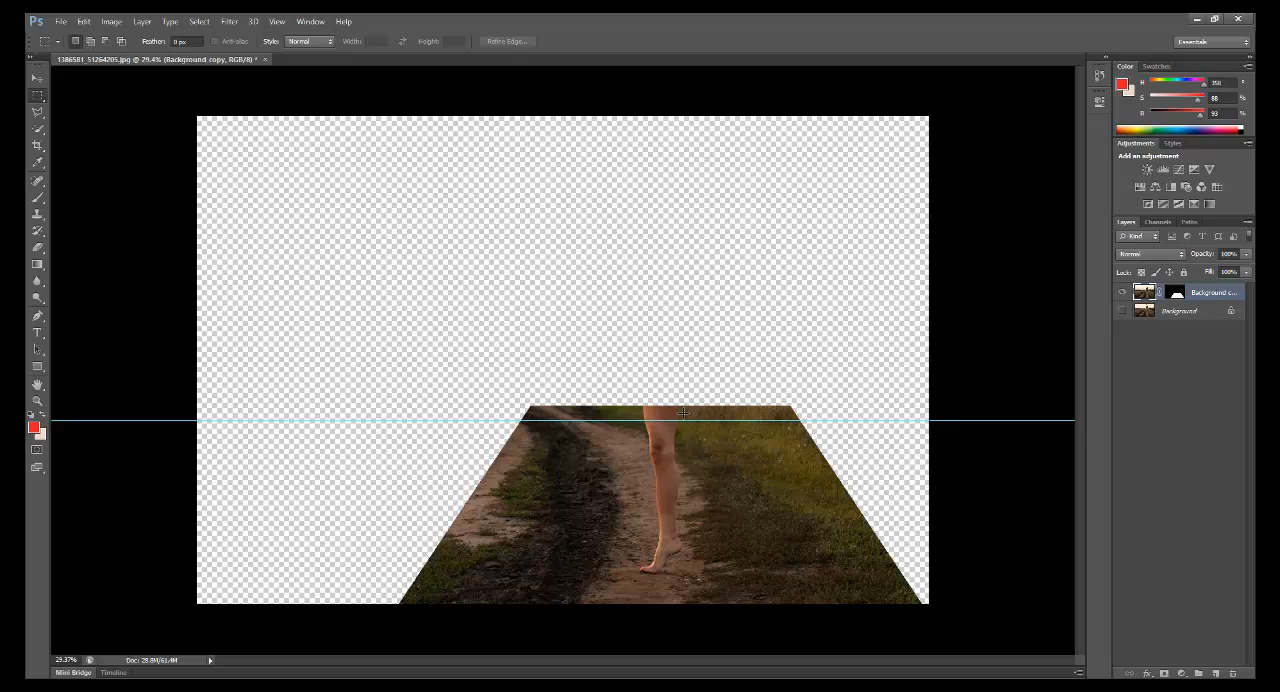 Ps File Edit Image Layer Type Select Filter 3D View Window Help
Feather: 0 px Anti-alias Style: Normal Width: Height: Refine Edge... Essentials
1386581_51264205.jpg @ 29.4% (Background copy, RGB/8) * ×
Color Swatches
H 358 °
S 88 %
B 93 %
Adjustments Styles
Add an adjustment
Layers Channels Paths
Kind
Normal Opacity: 100%
Lock: Fill: 100%
Background c...
Background
29.37% Doc: 28.8M/61.4M
Mini Bridge Timeline